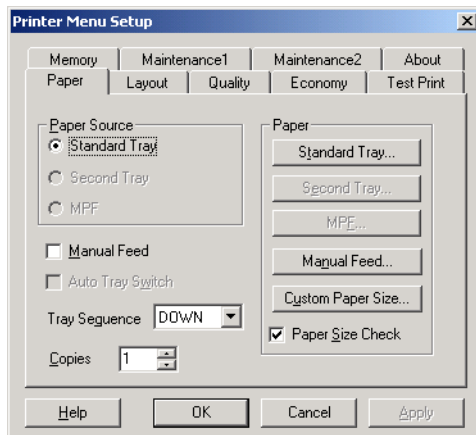 Printer Menu Setup
Memory Maintenance1 Maintenance2 About
Paper Layout Quality Economy Test Print
Paper Source
Standard Tray
Second Tray
MPF
Manual Feed
Auto Tray Switch
Tray Sequence DOWN
Copies 1
Paper
Standard Tray...
Second Tray...
MPF...
Manual Feed...
Custom Paper Size...
Paper Size Check
Help OK Cancel Apply